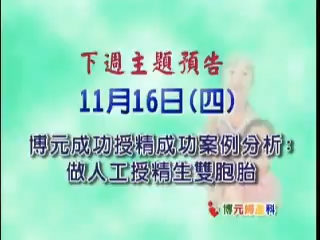 下週主題預告
11月16日(四)
博元成功授精成功案例分析:
做人工授精生雙胞胎
博元婦產科